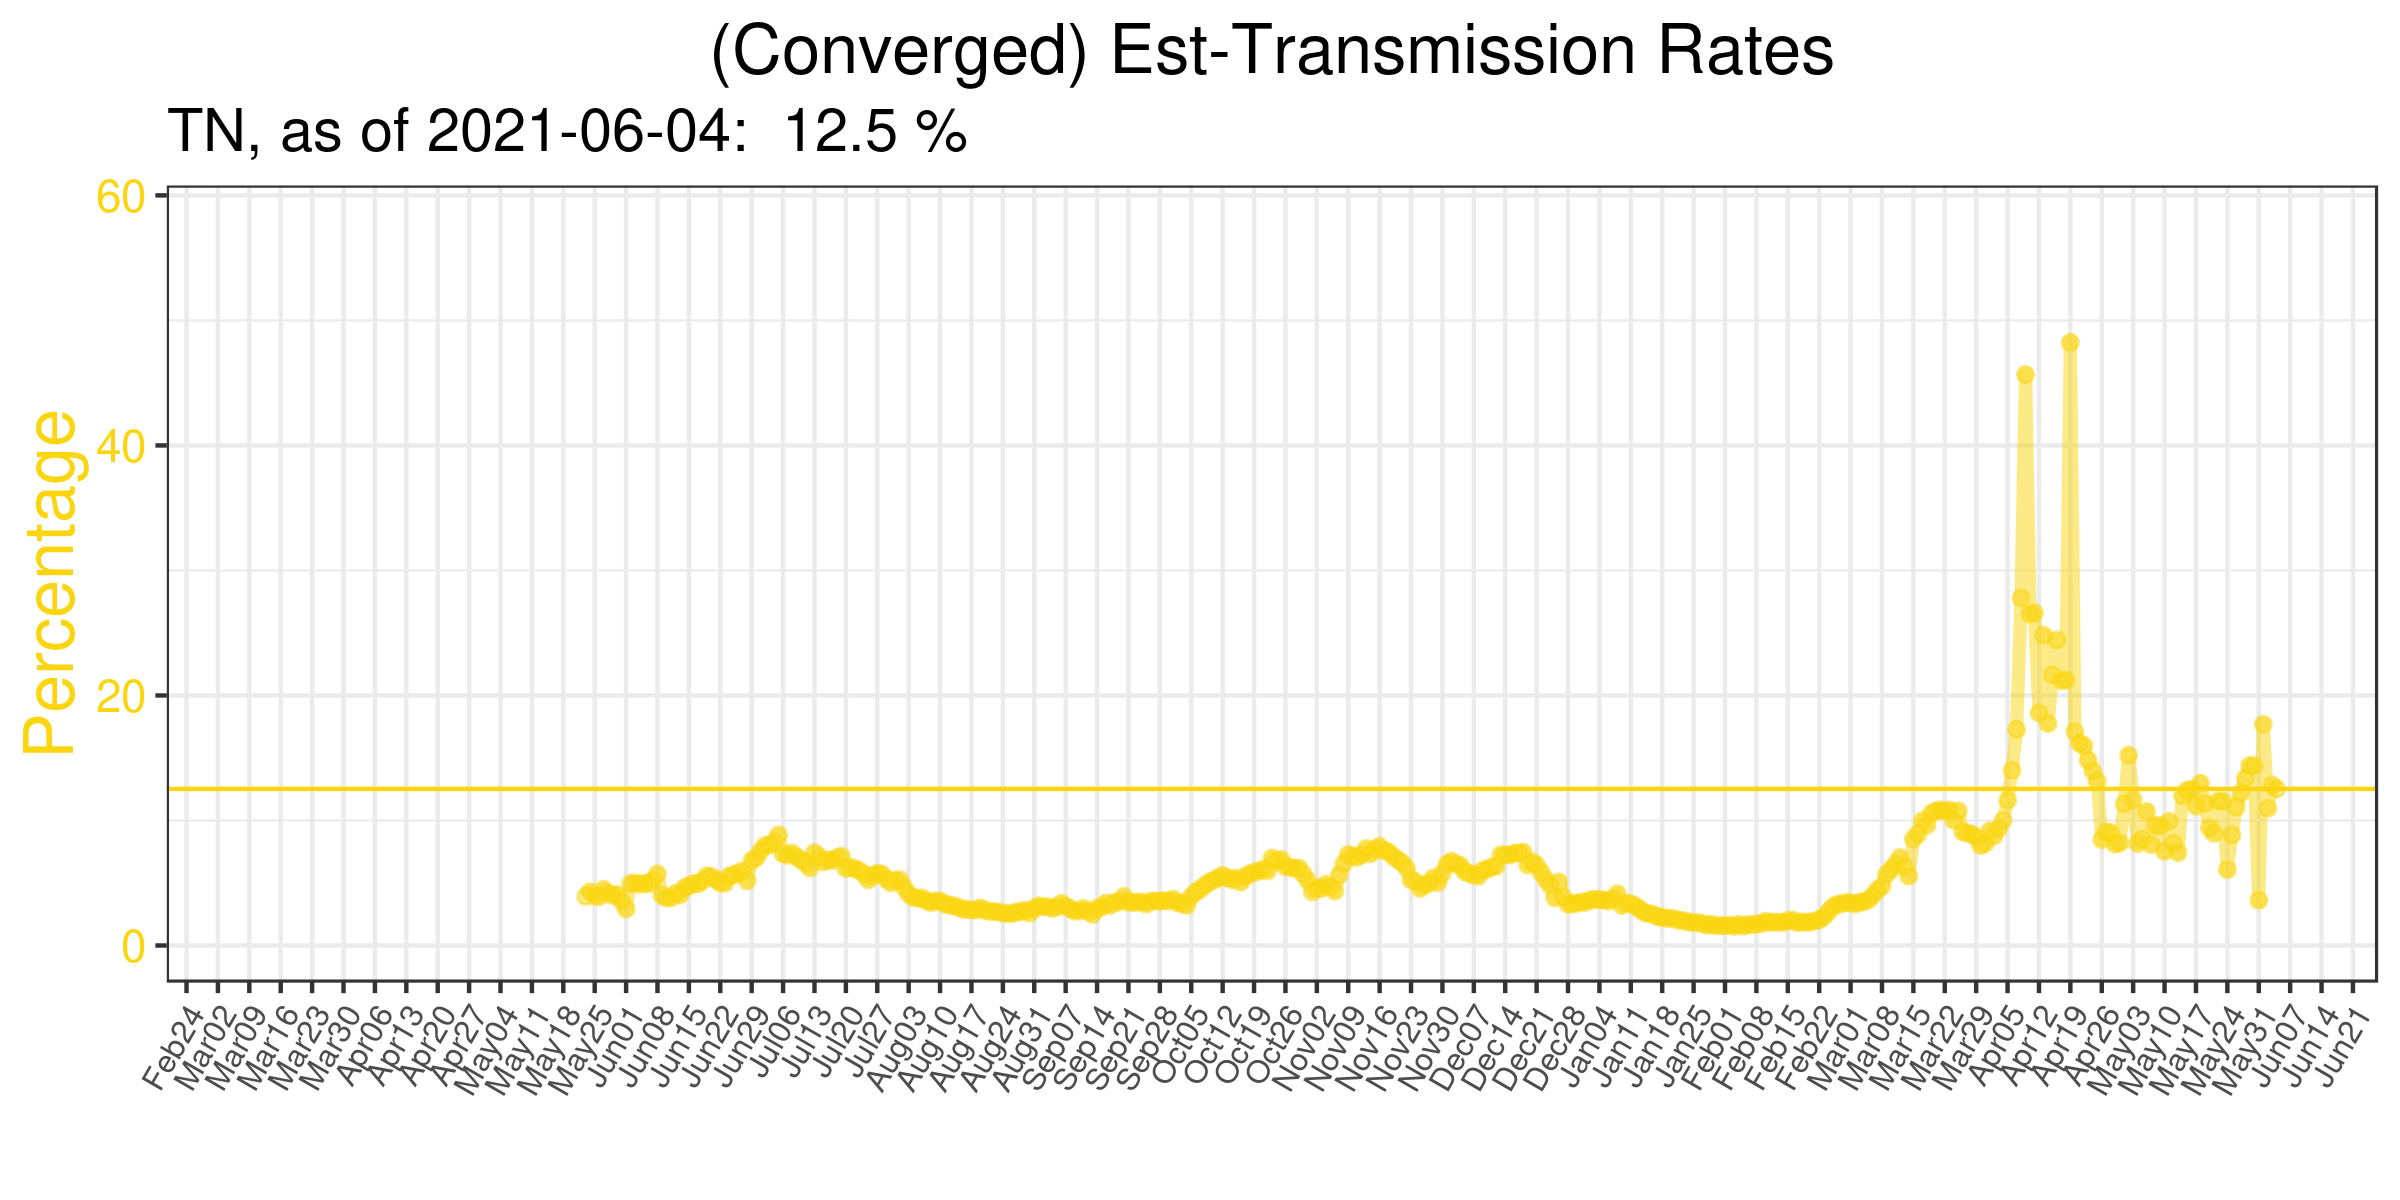 (Converged) Est-Transmission Rates
TN, as of 2021-06-04:  12.5 %
Percentage
60
40
20
0
Feb24
Mar02
Mar09
Mar16
Mar23
Mar30
Apr06
Apr13
Apr20
Apr27
May04
May11
May18
May25
Jun01
Jun08
Jun15
Jun22
Jun29
Jul06
Jul13
Jul20
Jul27
Aug03
Aug10
Aug17
Aug24
Aug31
Sep07
Sep14
Sep21
Sep28
Oct05
Oct12
Oct19
Oct26
Nov02
Nov09
Nov16
Nov23
Nov30
Dec07
Dec14
Dec21
Dec28
Jan04
Jan11
Jan18
Jan25
Feb01
Feb08
Feb15
Feb22
Mar01
Mar08
Mar15
Mar22
Mar29
Apr05
Apr12
Apr19
Apr26
May03
May10
May17
May24
May31
Jun07
Jun14
Jun21